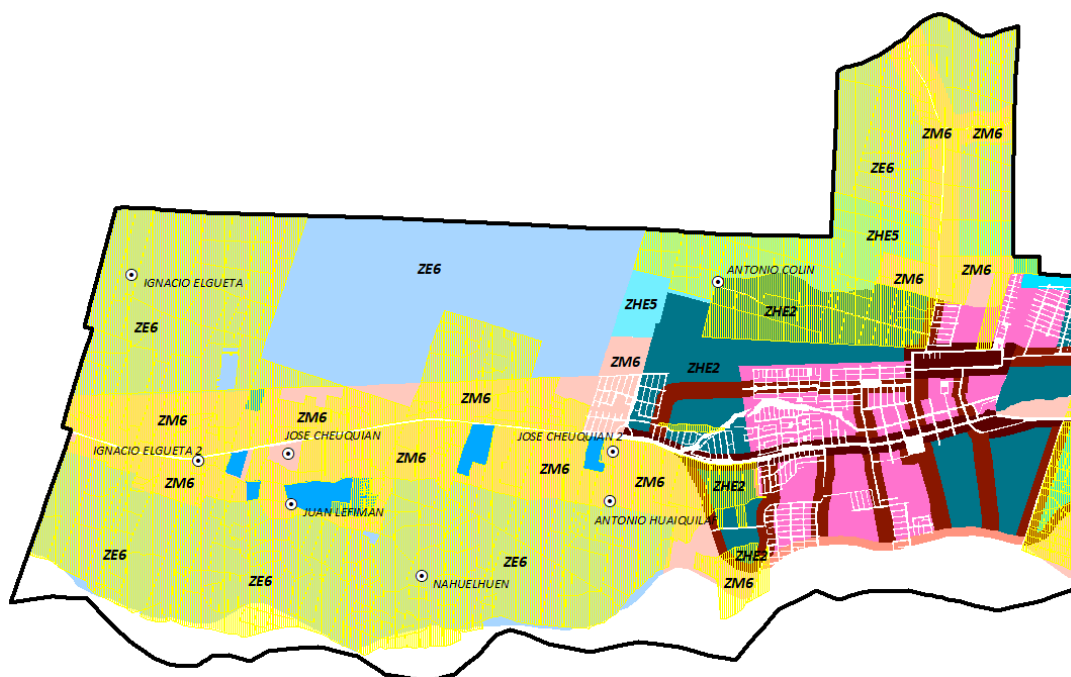 ZM6
ZM6
ZE6
ZHE5
ZE6
ZM6
ZM6
ANTONIO COLIN
IGNACIO ELGUETA
ZHE5
ZHE2
ZE6
ZM6
ZHE2
ZM6
ZM6
ZM6
JOSE CHEUQUIAN
JOSE CHEUQUIAN 2
IGNACIO ELGUETA 2
ZM6
ZM6
ZM6
ZM6
ZHE2
JUAN LEFIMAN
ANTONIO HUAIQUILAF
ZE6
ZE6
ZHE2
ZE6
NAHUELHUEN
ZM6